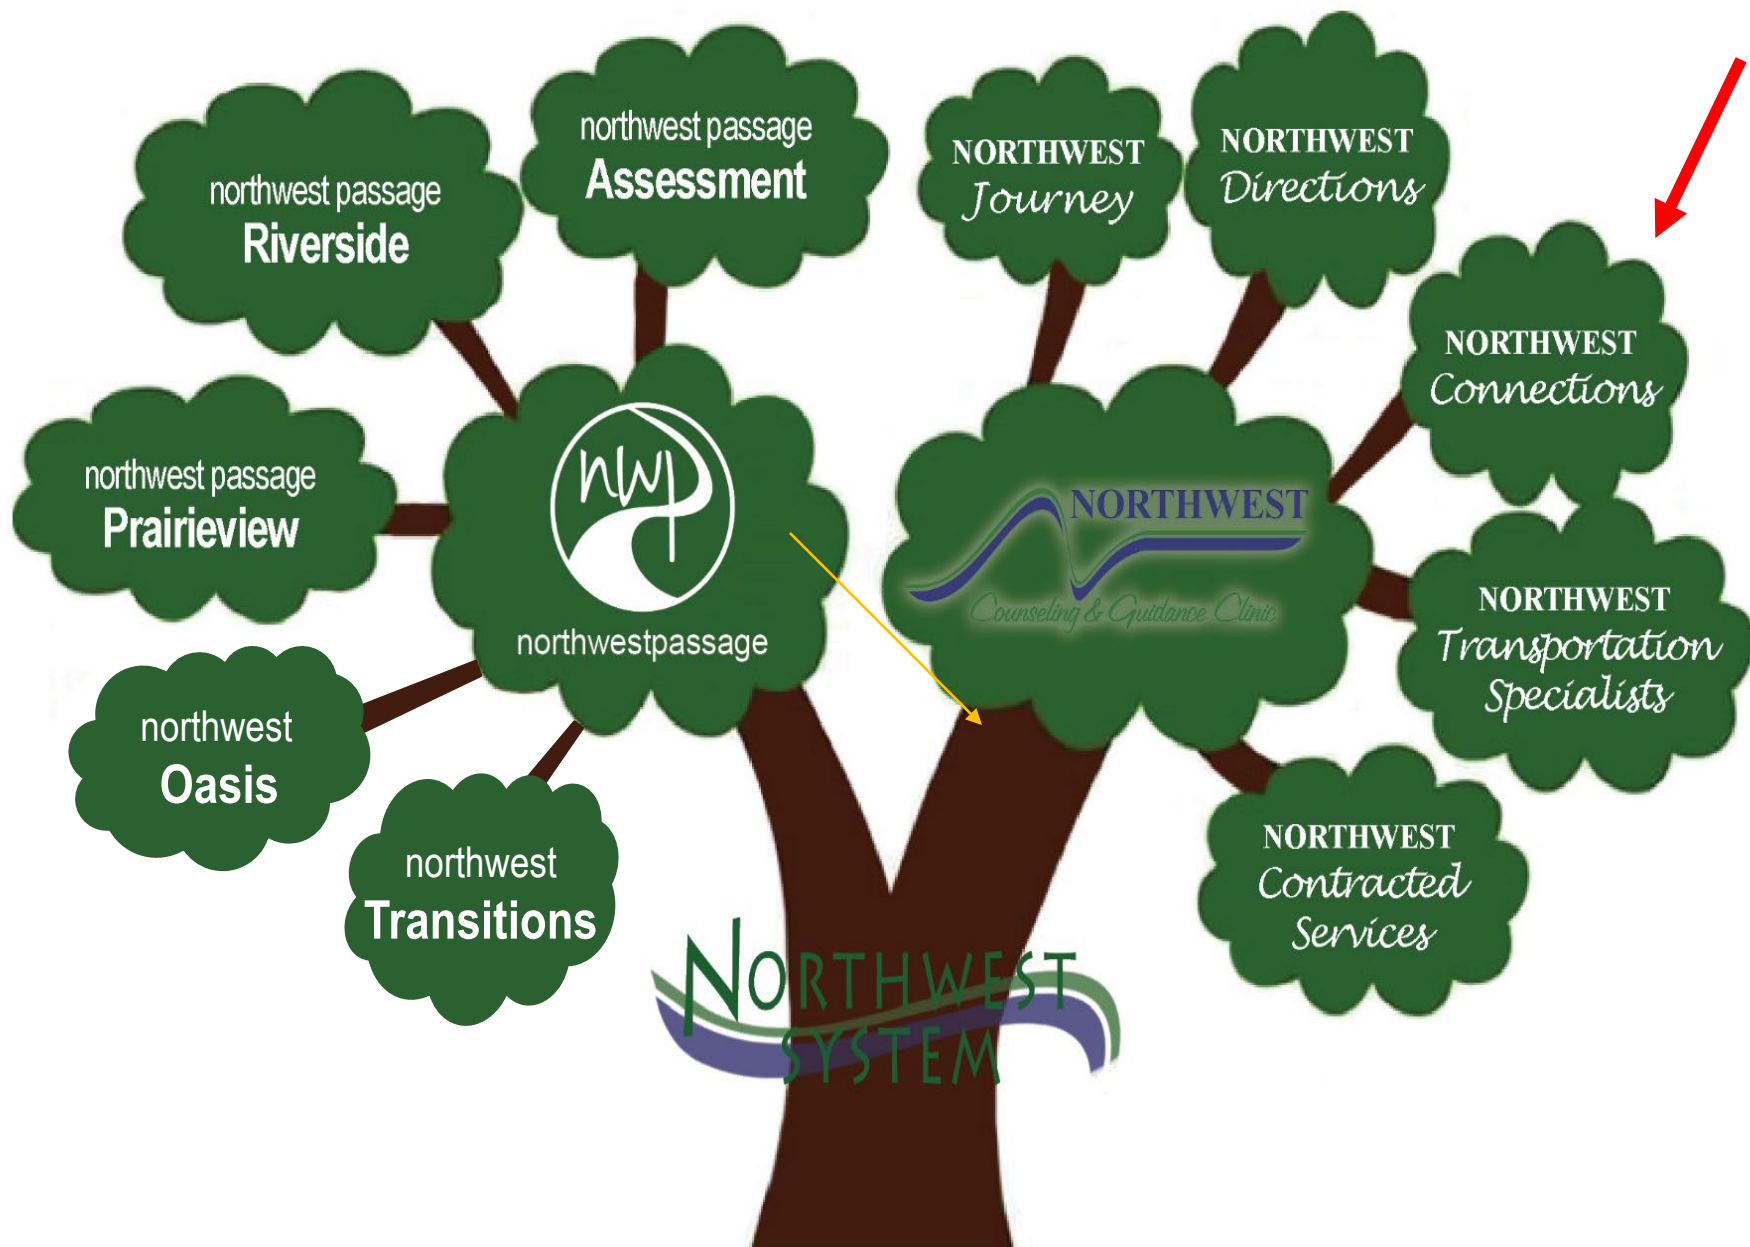 northwest passage
Assessment
northwest passage
Riverside
northwest passage
Prairieview
northwest
Oasis
northwest
Transitions
nwp
northwestpassage
NORTHWEST
Journey
NORTHWEST
Directions
NORTHWEST
Connections
NORTHWEST
Transportation
Specialists
NORTHWEST
Contracted
Services
NORTHWEST
Counseling & Guidance Clinic
NORTHWEST
SYSTEM